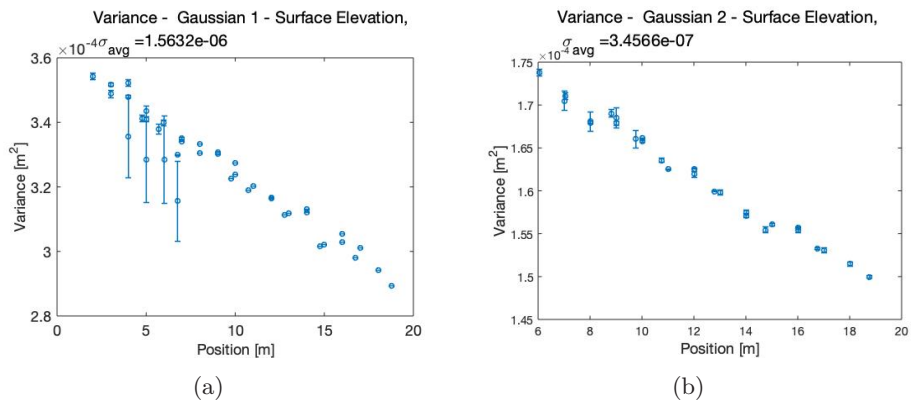 Variance - Gaussian 1 - Surface Elevation,
×10⁻⁴ σavg =1.5632e-06
3.6
3.4
3.2
3
2.8
Variance [m²]
0 5 10 15 20
Position [m]
(a)
Variance - Gaussian 2 - Surface Elevation,
×10⁻⁴ σavg =3.4566e-07
1.75
1.7
1.65
1.6
1.55
1.5
1.45
Variance [m²]
6 8 10 12 14 16 18 20
Position [m]
(b)